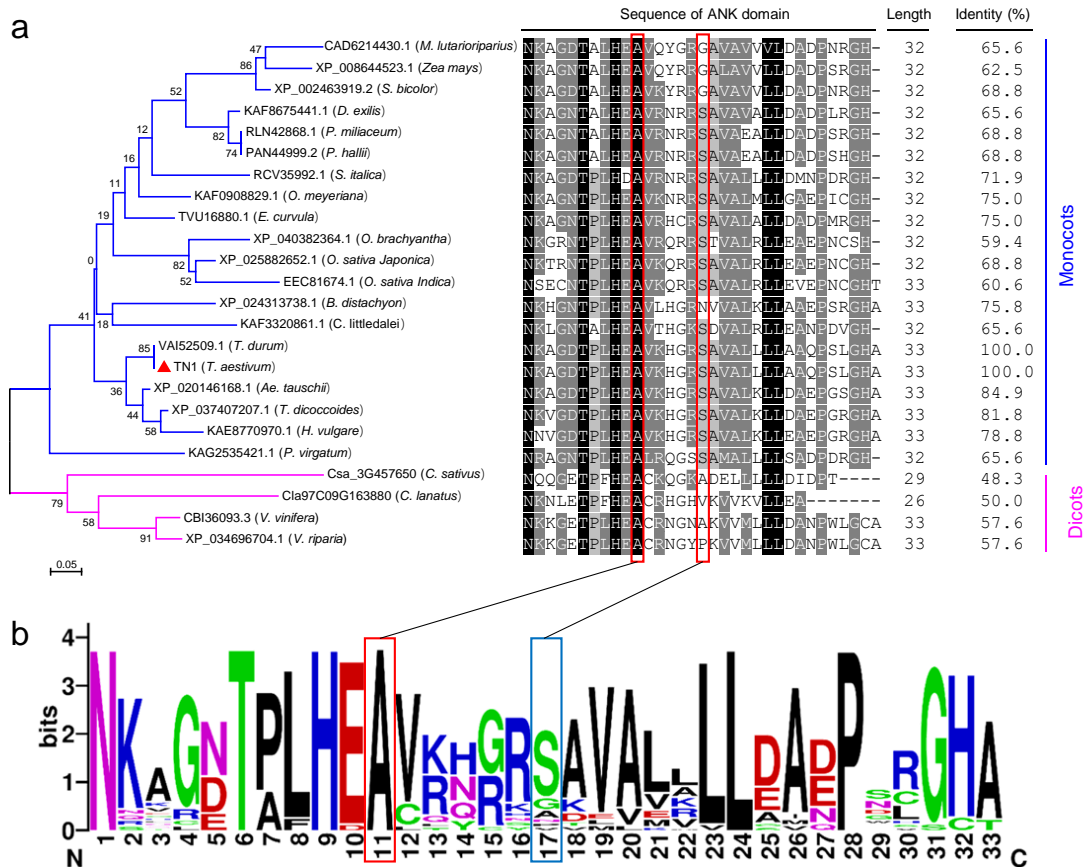 a
Sequence of ANK domain Length Identity (%)
CAD6214430.1 (M. lutarioriparius) NKAGDTALHEAVQYGRGAVAVVVLDADPNRGH- 32 65.6
XP_008644523.1 (Zea mays) NKAGNTALHEAVQYRRGALAVVLLDADPSRGH- 32 62.5
XP_002463919.2 (S. bicolor) NKAGDTALHEAVKYRRGAVAVVLLDADPNRGH- 32 68.8
KAF8675441.1 (D. exilis) NKAGNTALHEAVRNRRSAVAVALLDADPLRGH- 32 65.6
RLN42868.1 (P. miliaceum) NKAGNTALHEAVRNRRSAVAEALLDADPSRGH- 32 68.8
PAN44999.2 (P. hallii) NKAGNTALHEAVRNRRSAVAEALLDADPSHGH- 32 68.8
RCV35992.1 (S. italica) NKAGDTPLHDAVRNRRSAVALLLLDMNPDRGH- 32 71.9
KAF0908829.1 (O. meyeriana) NKAGNTPLHEAVKNRRSAVALMLLGAEPICGH- 32 75.0
TVU16880.1 (E. curvula) NKAGNTPLHEAVRHCRSAVALALLDADPMRGH- 32 75.0
XP_040382364.1 (O. brachyantha) NKGRNTPLHEAVRQRRSTVALRLLEAEPNCSH- 32 59.4
XP_025882652.1 (O. sativa Japonica) NKTRNTPLHEAVKQRRSAVALRLLEAEPNCGH- 32 68.8
EEC81674.1 (O. sativa Indica) NSECNTPLHEAVKQRRSAVALRLLEVEPNCGHT 33 60.6
XP_024313738.1 (B. distachyon) NKHGNTPLHEAVLHGRNVVALKLLAAEPSRGHA 33 75.8
KAF3320861.1 (C. littledalei) NKLGNTALHEAVTHGKSDVALRLLEANPDVGH- 32 65.6
VAI52509.1 (T. durum) NKAGDTPLHEAVKHGRSAVALLLLAAQPSLGHA 33 100.0
TN1 (T. aestivum) NKAGDTPLHEAVKHGRSAVALLLLAAQPSLGHA 33 100.0
XP_020146168.1 (Ae. tauschii) NKAGDTPLHEAVKHGRSAVALKLLDAEPGSGHA 33 84.9
XP_037407207.1 (T. dicoccoides) NKVGDTPLHEAVKHGRSAVALKLLDAEPGRGHA 33 81.8
KAE8770970.1 (H. vulgare) NNVGDTPLHEAVKHGRSAVALKLLEAEPGRGHA 33 78.8
KAG2535421.1 (P. virgatum) NRAGNTPLHEALRQGSSAMALLLLSADPDRGH- 32 65.6
Csa_3G457650 (C. sativus) NQQGETPFHEACKQGKADELLLLLDIDPT----- 29 48.3
Cla97C09G163880 (C. lanatus) NKNLETPFHEACRHGHVKVVKVLLEA------- 26 50.0
CBI36093.3 (V. vinifera) NKKGETPLHEACRNGNAKVVMLLLDANPWLGCA 33 57.6
XP_034696704.1 (V. riparia) NKKGETPLHEACRNGYPKVVMLLLDANPWLGCA 33 57.6
Monocots
Dicots
47
86
52
82
74
12
16
11
19
82
52
0
41
18
85
36
44
58
79
58
91
0.05
b
bits
4
3
2
1
0
N 1 2 3 4 5 6 7 8 9 10 11 12 13 14 15 16 17 18 19 20 21 22 23 24 25 26 27 28 29 30 31 32 33 C